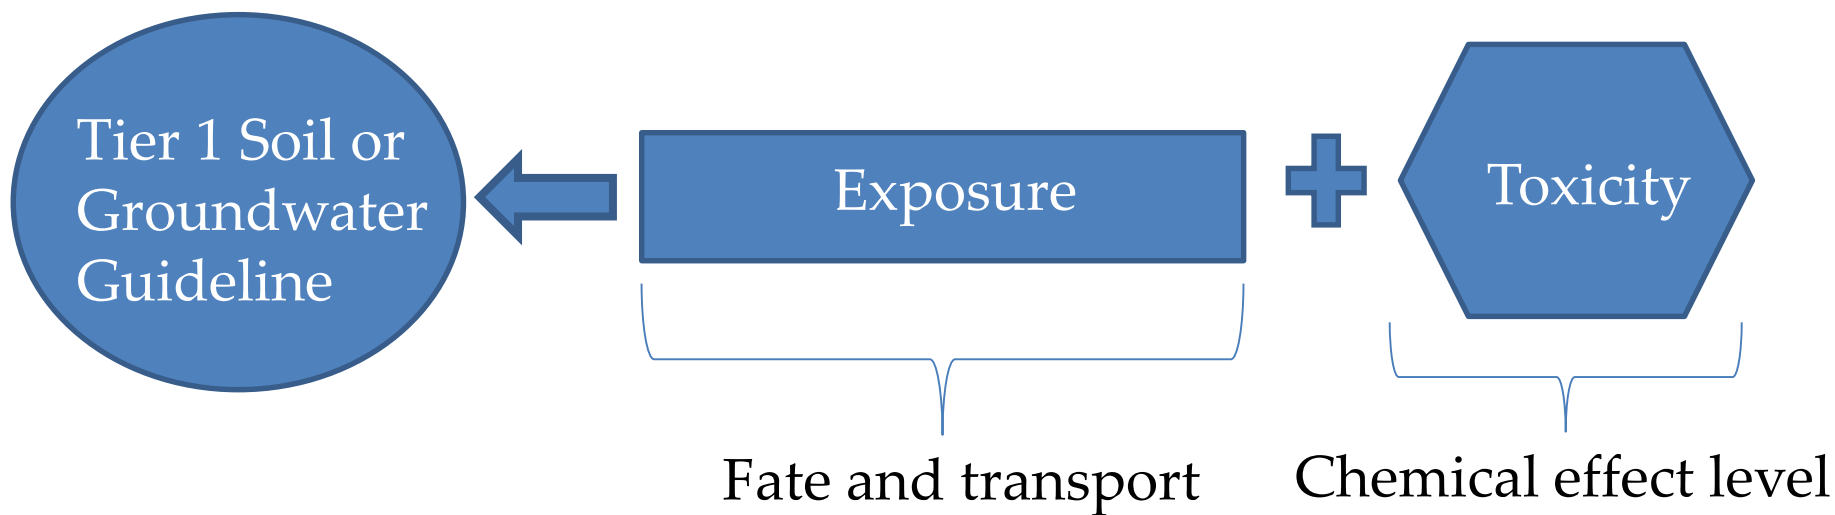 Tier 1 Soil or
Groundwater
Guideline
Exposure
Toxicity
Fate and transport
Chemical effect level